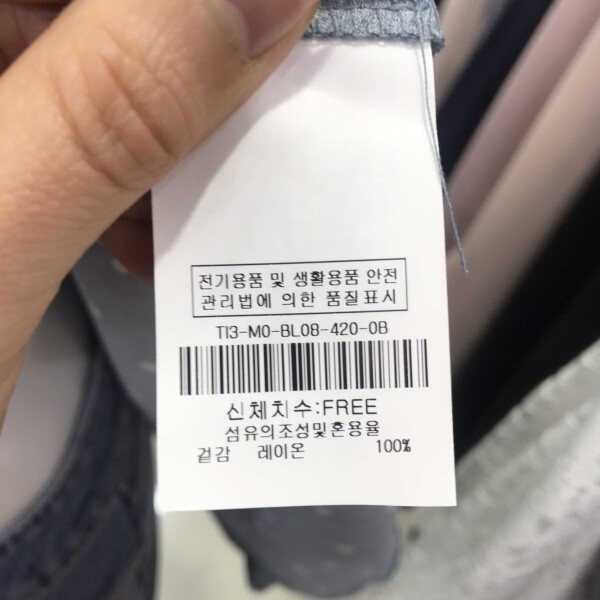 전기용품 및 생활용품 안전
관리법에 의한 품질표시
TI3-MO-BL08-420-0B
신체치수:FREE
섬유의조성및혼용율
겉감 레이온 100%